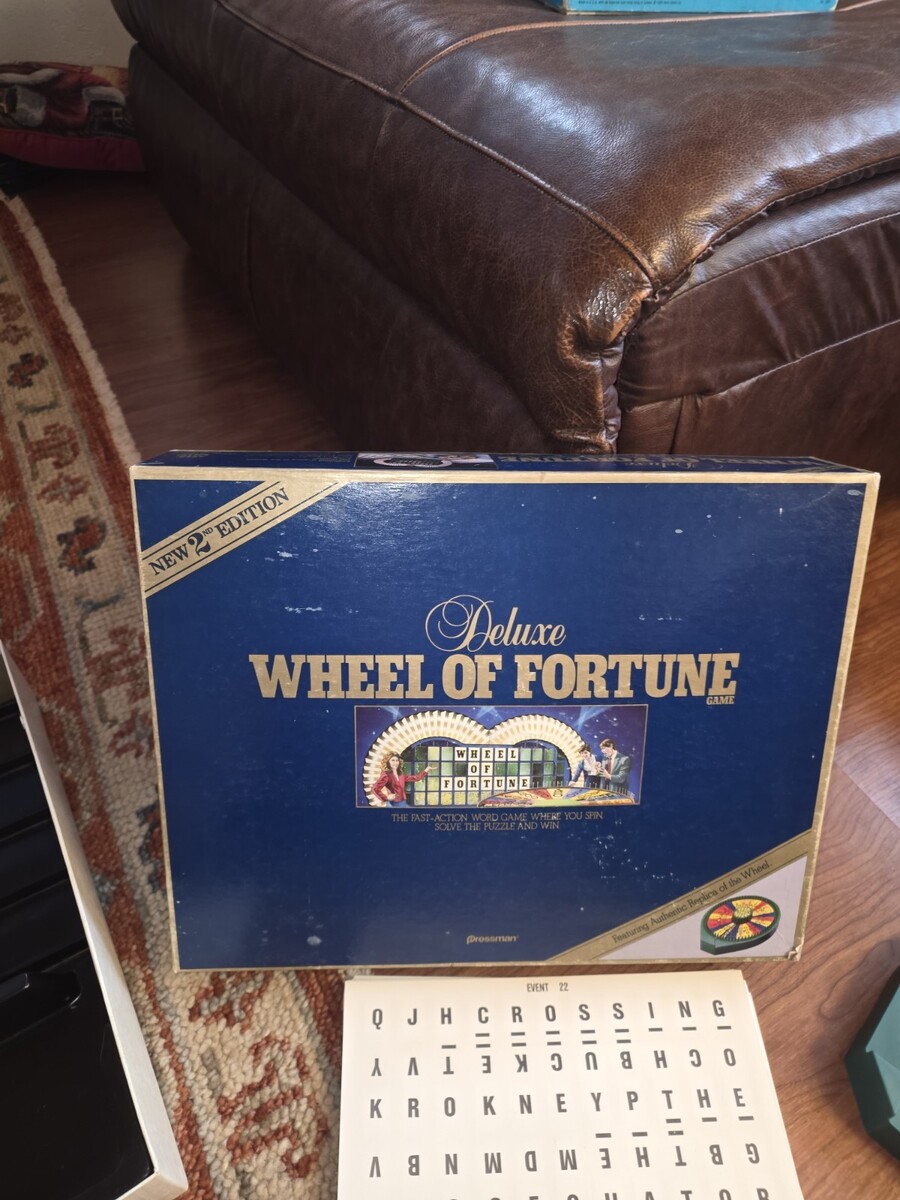 NEW 2ND EDITION
Deluxe
Deluxe
WHEEL OF FORTUNE
GAME
WHEEL
OF
FORTUNE
THE FAST-ACTION WORD GAME WHERE YOU SPIN,
SOLVE THE PUZZLE AND WIN.
Featuring Authentic Replica of the Wheel
Pressman
EVENT 22
Q J H C R O S S I N G
K R O K N E Y P T H E